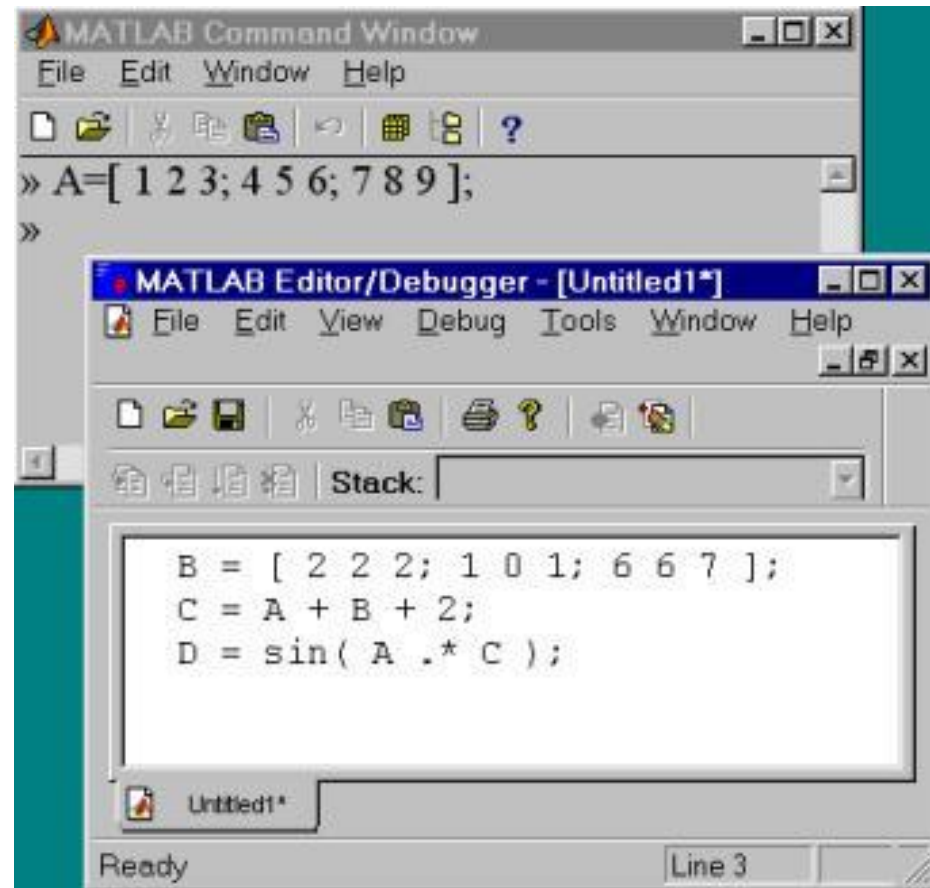 MATLAB Command Window
File Edit Window Help
» A=[ 1 2 3; 4 5 6; 7 8 9 ];
»
MATLAB Editor/Debugger - [Untitled1*]
File Edit View Debug Tools Window Help
Stack:
B = [ 2 2 2; 1 0 1; 6 6 7 ];
C = A + B + 2;
D = sin( A .* C );
Untitled1*
Ready Line 3